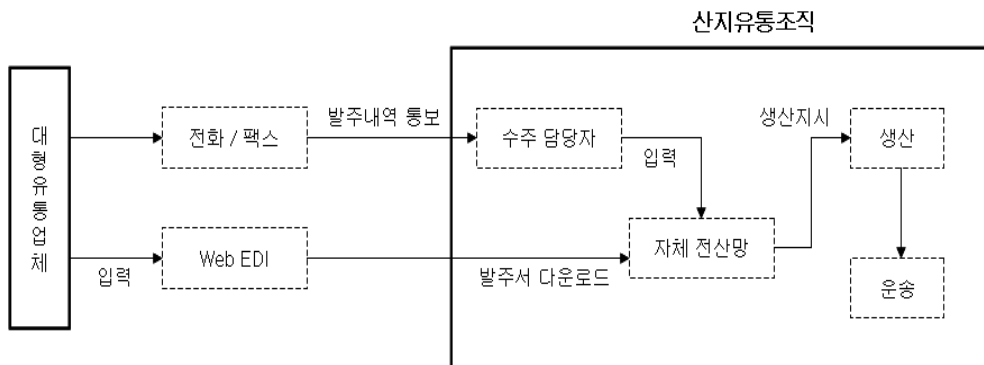 산지유통조직
대형유통업체
전화 / 팩스
발주내역 통보
수주 담당자
입력
생산지시
생산
입력
Web EDI
발주서 다운로드
자체 전산망
운송